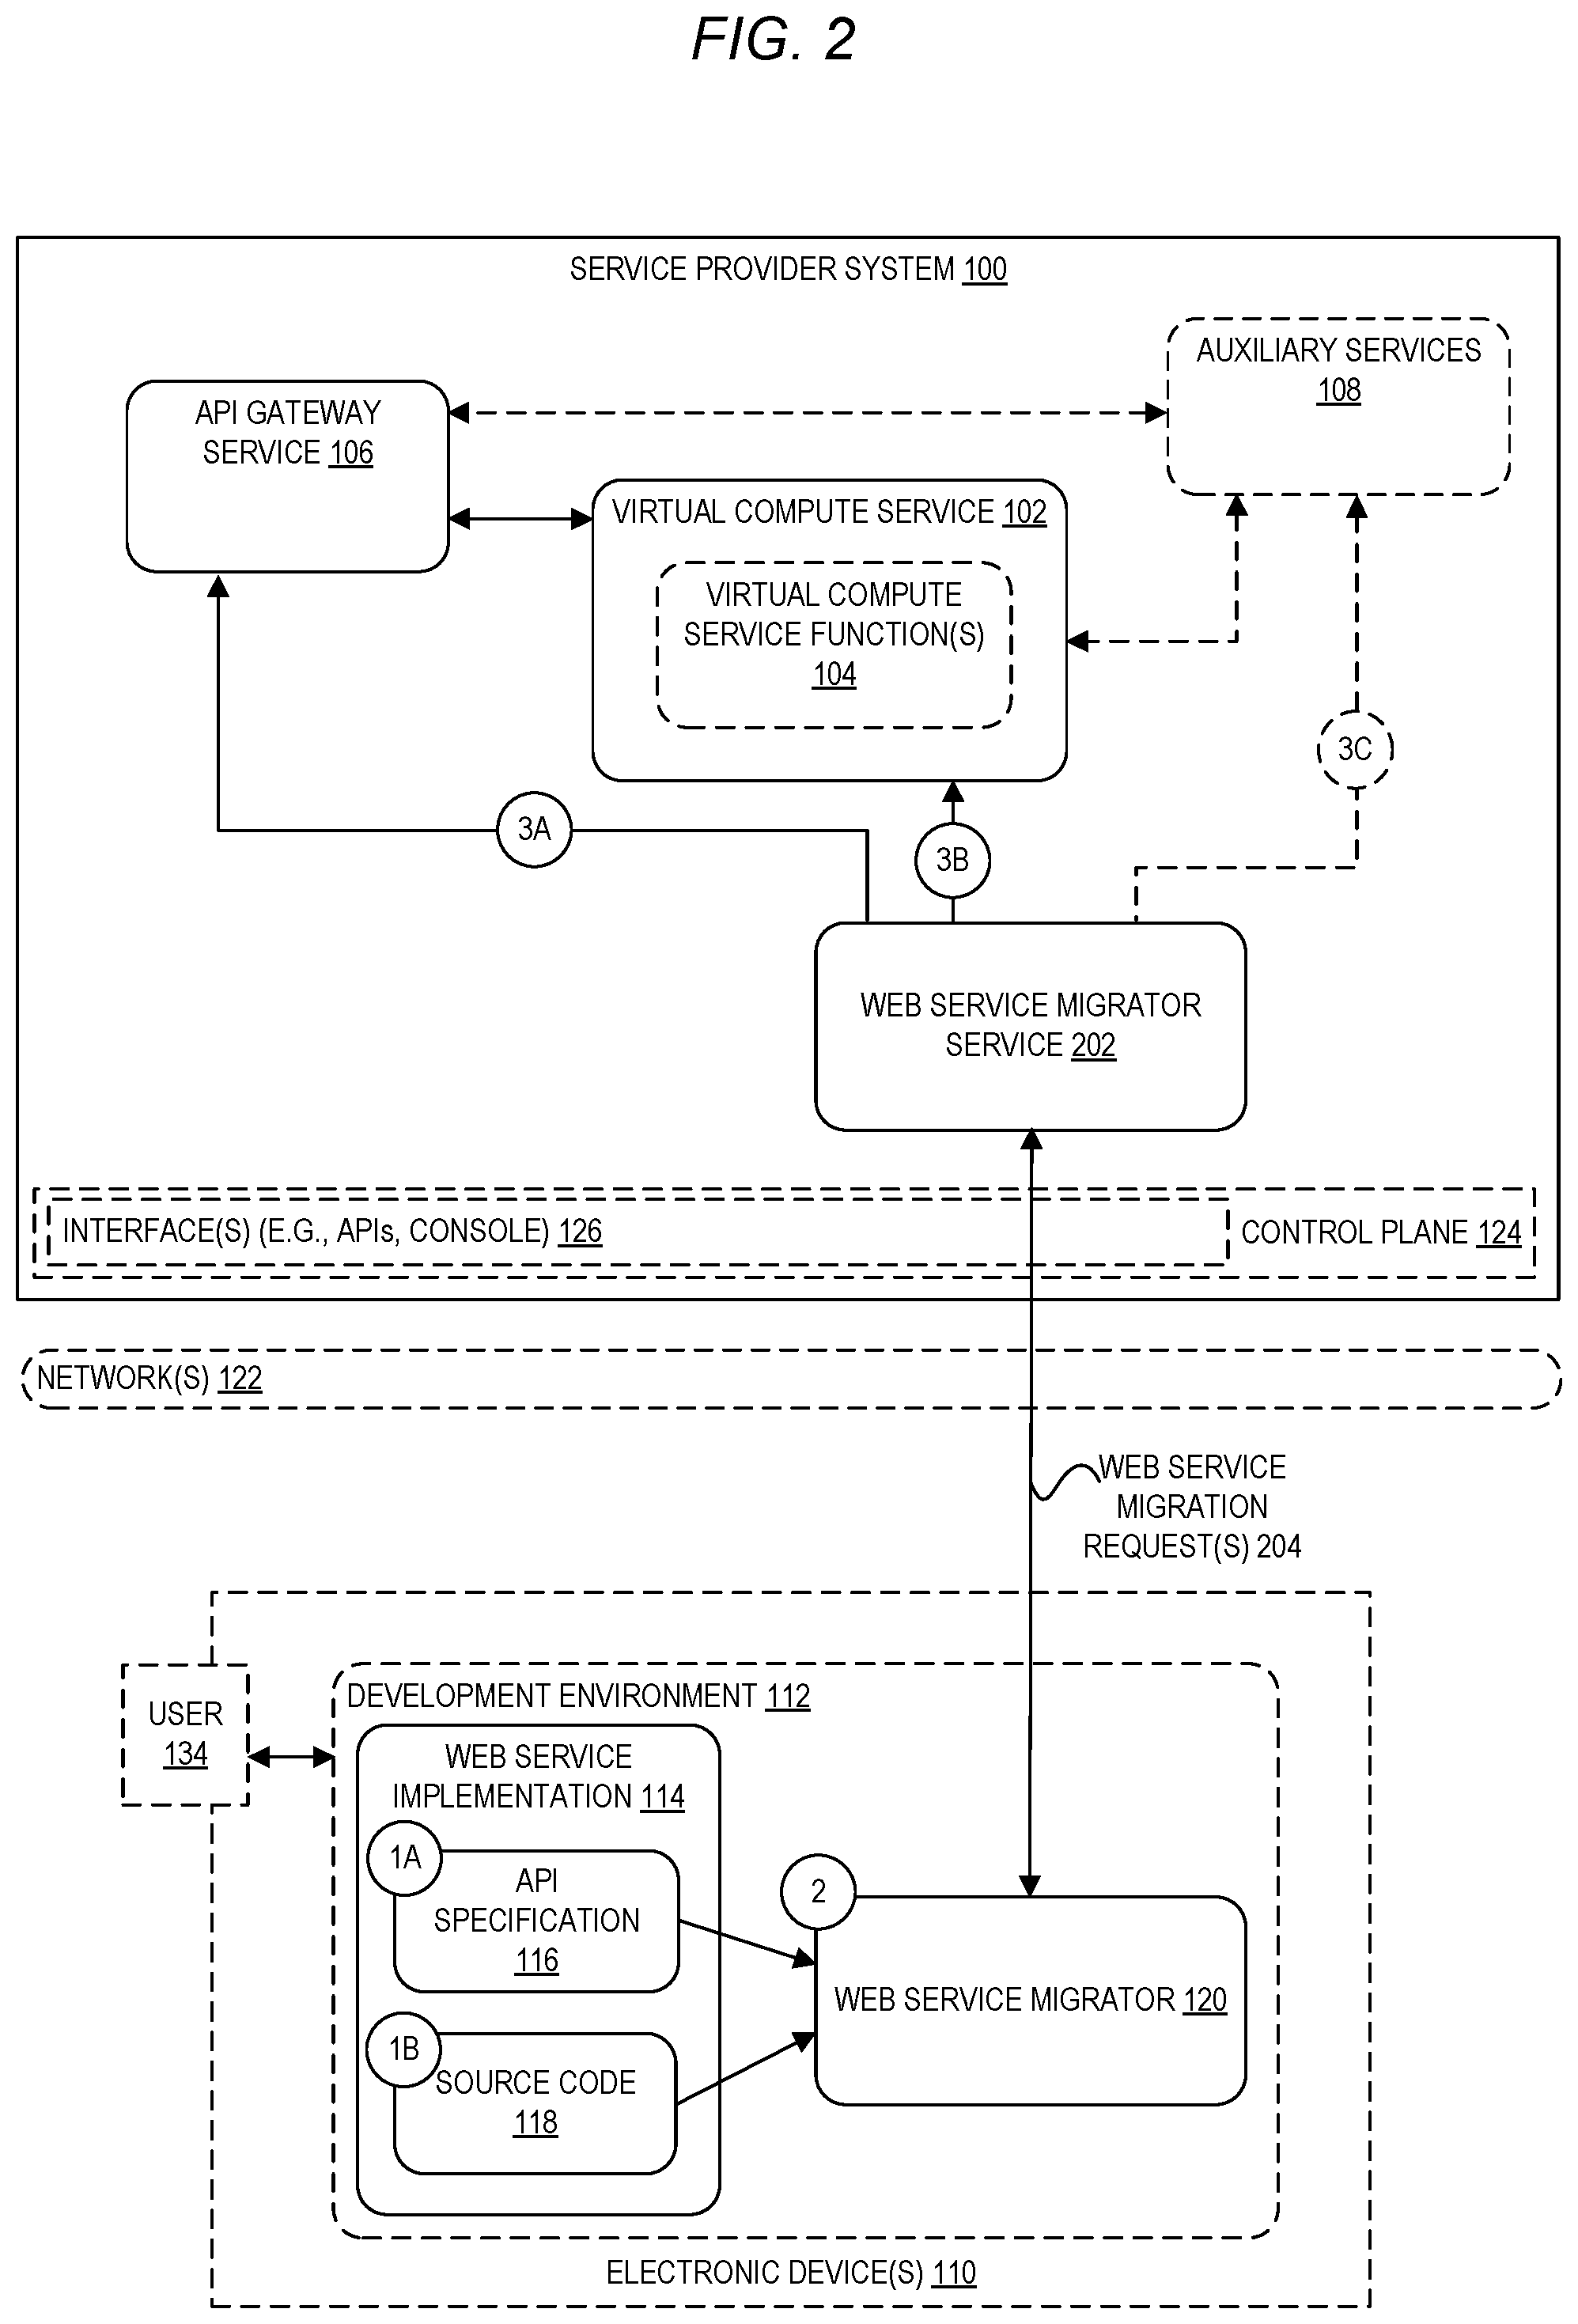 FIG. 2
SERVICE PROVIDER SYSTEM 100
AUXILIARY SERVICES
108
API GATEWAY
SERVICE 106
VIRTUAL COMPUTE SERVICE 102
VIRTUAL COMPUTE
SERVICE FUNCTION(S)
104
3C
3A
3B
WEB SERVICE MIGRATOR
SERVICE 202
INTERFACE(S) (E.G., APIs, CONSOLE) 126
CONTROL PLANE 124
NETWORK(S) 122
WEB SERVICE
MIGRATION
REQUEST(S) 204
DEVELOPMENT ENVIRONMENT 112
USER
134
WEB SERVICE
IMPLEMENTATION 114
1A
API
SPECIFICATION
116
2
WEB SERVICE MIGRATOR 120
1B
SOURCE CODE
118
ELECTRONIC DEVICE(S) 110